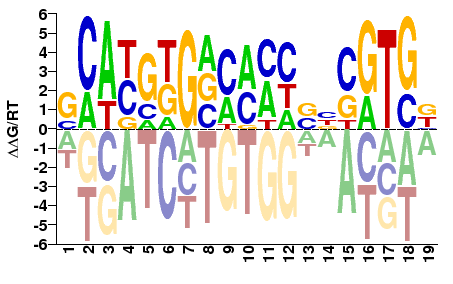 ΔΔG/RT
6
5
4
3
2
1
0
-1
-2
-3
-4
-5
-6
G C A T
C A G T
A T C G
T C G A
G C A T
T G A C
G A C T
A G C T
C A T G
A C G T
C A T G
C T A G
G C A T
C T A
C G T A
G A C T
T C A G
G C A T
G T A
1 2 3 4 5 6 7 8 9 10 11 12 13 14 15 16 17 18 19